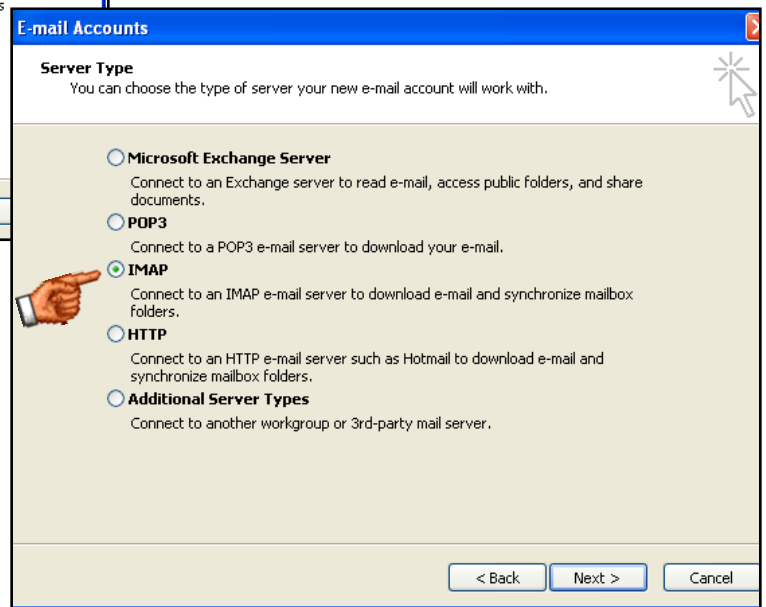 s
E-mail Accounts
Server Type
You can choose the type of server your new e-mail account will work with.
Microsoft Exchange Server
Connect to an Exchange server to read e-mail, access public folders, and share
documents.
POP3
Connect to a POP3 e-mail server to download your e-mail.
IMAP
Connect to an IMAP e-mail server to download e-mail and synchronize mailbox
folders.
HTTP
Connect to an HTTP e-mail server such as Hotmail to download e-mail and
synchronize mailbox folders.
Additional Server Types
Connect to another workgroup or 3rd-party mail server.
< Back Next > Cancel